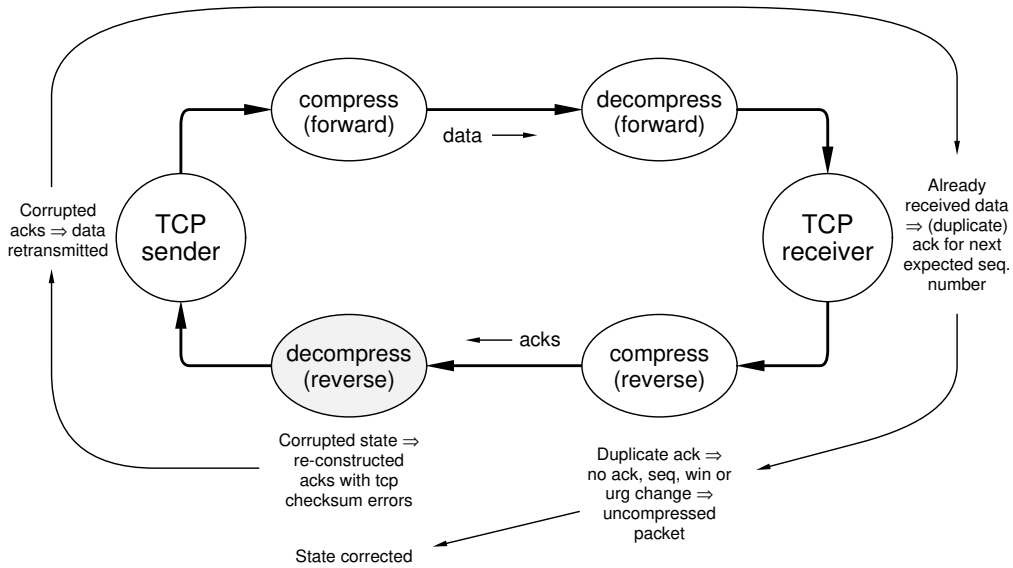 compress
(forward)
decompress
(forward)
data
Corrupted
acks ⇒ data
retransmitted
TCP
sender
TCP
receiver
Already
received data
⇒ (duplicate)
ack for next
expected seq.
number
decompress
(reverse)
acks
compress
(reverse)
Corrupted state ⇒
re-constructed
acks with tcp
checksum errors
Duplicate ack ⇒
no ack, seq, win or
urg change ⇒
uncompressed
packet
State corrected